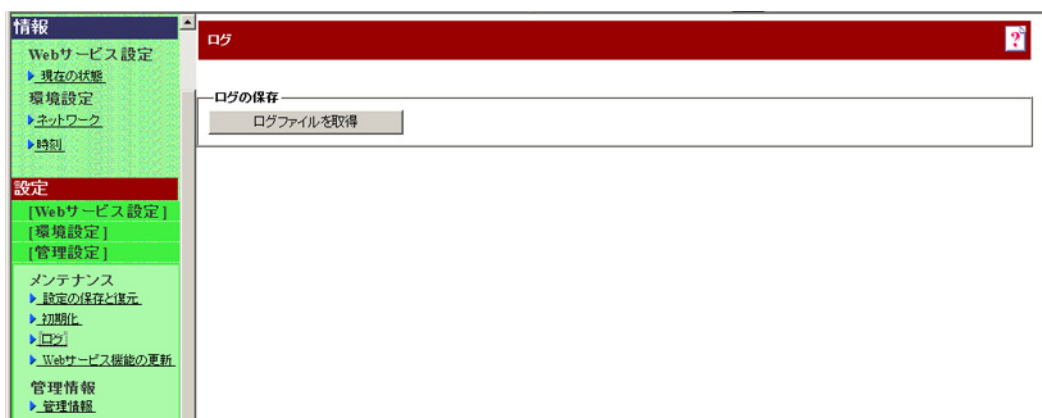 情報
Webサービス設定
現在の状態
環境設定
ネットワーク
時刻
設定
[Webサービス設定]
[環境設定]
[管理設定]
メンテナンス
設定の保存と復元
初期化
ログ
Webサービス機能の更新
管理情報
管理情報
ログ
?
ログの保存
ログファイルを取得